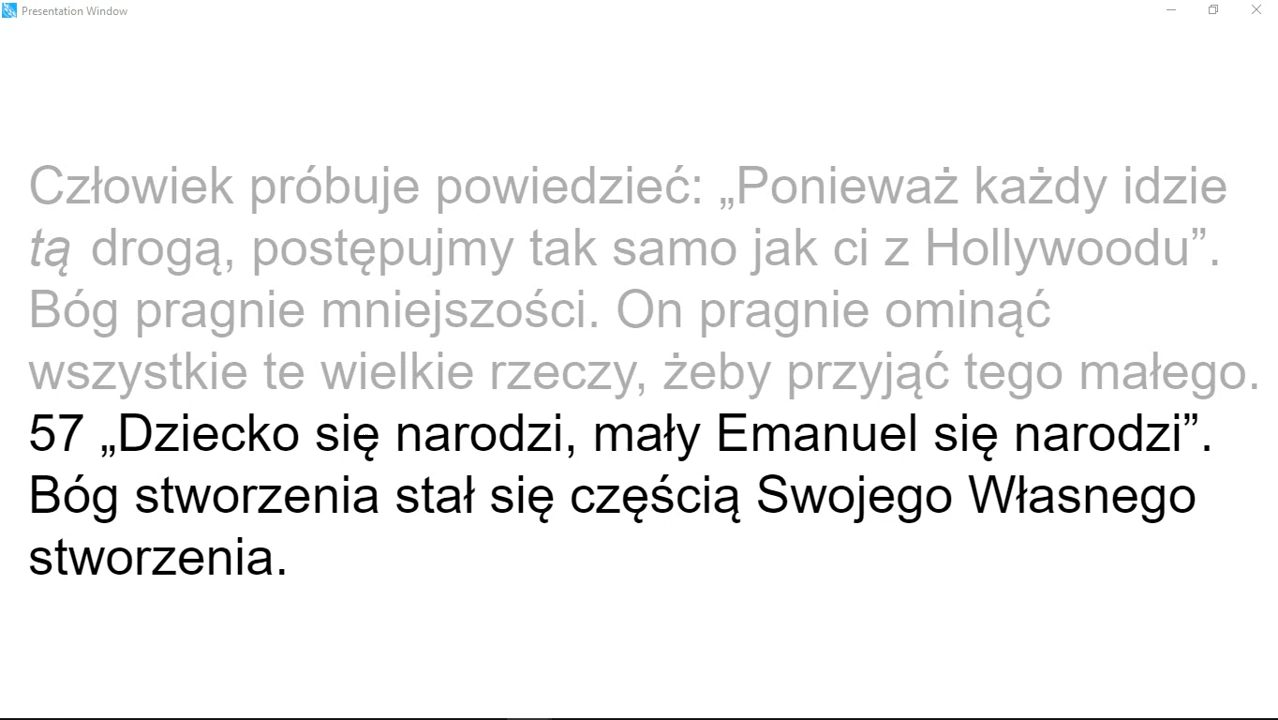 Presentation Window
Człowiek próbuje powiedzieć: „Ponieważ każdy idzie
tą drogą, postępujmy tak samo jak ci z Hollywoodu”.
Bóg pragnie mniejszości. On pragnie ominąć
wszystkie te wielkie rzeczy, żeby przyjąć tego małego.
57 „Dziecko się narodzi, mały Emanuel się narodzi”.
Bóg stworzenia stał się częścią Swojego Własnego
stworzenia.